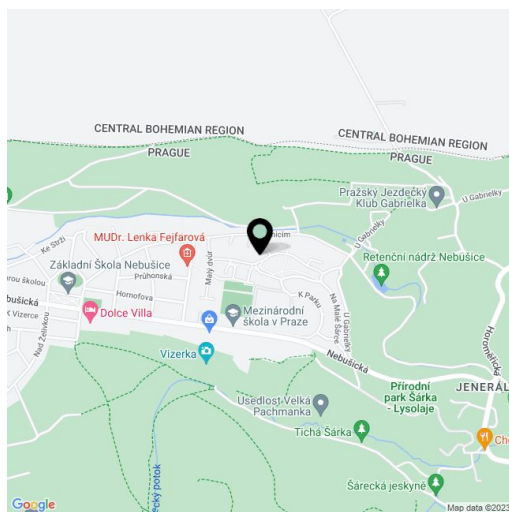 CENTRAL BOHEMIAN REGION
PRAGUE
CENTRAL BOHEMIAN REGION
PRAGUE
Pražský Jezdecký
Klub Gabrielka
U Gabrielky
U Gabrielky
Ke Strži
MUDr. Lenka Fejfarová
Základní Škola Nebušice
Průhonská
Malý dvůr
Retenční nádrž Nebušice
Hornofova
K Vizerce
Dolce Villa
Nad Želivkou
Mezinárodní
škola v Praze
K Parku
Na Malé Šárec
U Gabrielky
Horoměřická
Vizerka
Nebušická
Usedlost Velká
Pachmanka
Přírodní
park Šárka
- Lysolaje
JENERÁL
Tichá Šárka
Šárecká jeskyně
Google
Map data ©2023